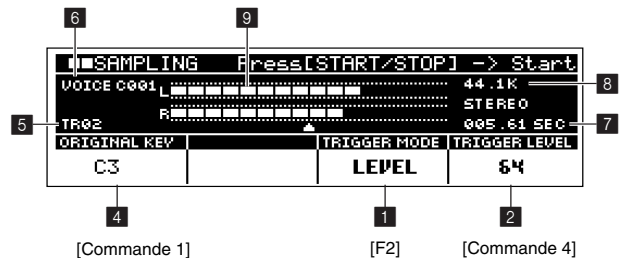 6 9
SAMPLING Press[START/STOP] -> Start
VOICE C001 L 44.1K 8
STEREO
R
5 TR02 005.61 SEC 7
ORIGINAL KEY TRIGGER MODE TRIGGER LEVEL
C3 LEVEL 64
4 1 2
[Commande 1] [F2] [Commande 4]